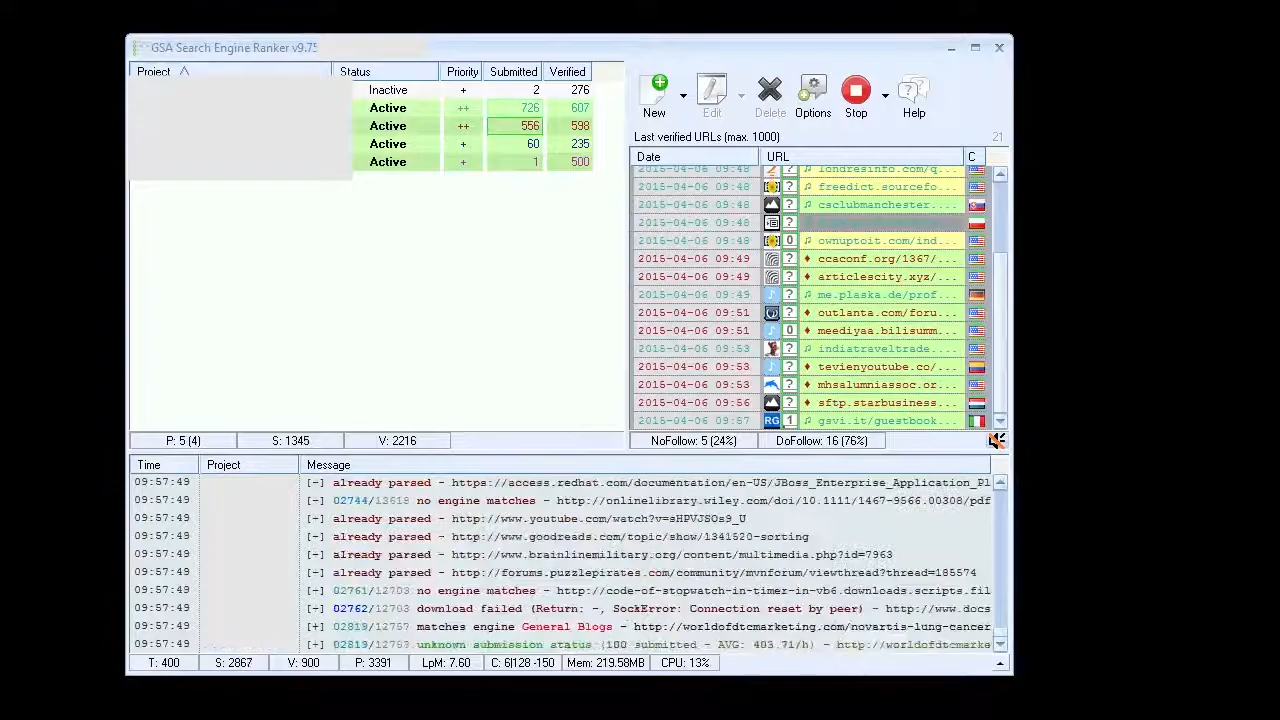 GSA Search Engine Ranker v9.75
Project Status Priority Submitted Verified
Inactive + 2 276
Active ++ 726 607
Active ++ 556 598
Active + 60 235
Active + 1 500
P: 5 (4) S: 1345 V: 2216
New Edit Delete Options Stop Help
Last verified URLs (max. 1000) 21
Date URL C
2015-04-06 09:48 londresinfo.com/q...
2015-04-06 09:48 ? freedict.sourcefo...
2015-04-06 09:48 ? csclubmanchester....
2015-04-06 09:48 ?
2015-04-06 09:48 0 ownuptoit.com/ind...
2015-04-06 09:49 ? ccaconf.org/1367/...
2015-04-06 09:49 ? articlescity.xyz/...
2015-04-06 09:49 ? me.plaska.de/prof...
2015-04-06 09:51 ? outlanta.com/foru...
2015-04-06 09:51 0 meediyaa.bilisumm...
2015-04-06 09:53 ? indiatraveltrade....
2015-04-06 09:53 ? tevienyoutube.co/...
2015-04-06 09:53 ? mhsalumniassoc.or...
2015-04-06 09:56 ? sftp.starbusiness...
2015-04-06 09:57 RG 1 gsvi.it/guestbook...
NoFollow: 5 (24%) DoFollow: 16 (76%)
Time Project Message
09:57:49 [-] already parsed - https://access.redhat.com/documentation/en-US/JBoss_Enterprise_Application_Pl
09:57:49 [-] 02744/13618 no engine matches - http://onlinelibrary.wiley.com/doi/10.1111/1467-9566.00308/pdf
09:57:49 [+] already parsed - http://www.youtube.com/watch?v=sHPVJSOs9_U
09:57:49 [-] already parsed - http://www.goodreads.com/topic/show/1341520-sorting
09:57:49 [-] already parsed - http://www.brainlinemilitary.org/content/multimedia.php?id=7963
09:57:49 [-] already parsed - http://forums.puzzlepirates.com/community/mvnforum/viewthread?thread=185574
09:57:49 [-] 02761/12703 no engine matches - http://code-of-stopwatch-in-timer-in-vb6.downloads.scripts.fil
09:57:49 [-] 02762/12703 download failed (Return: -, SockError: Connection reset by peer) - http://www.docs
09:57:49 [+] 02819/12757 matches engine General Blogs - http://worldofdtcmarketing.com/novartis-lung-cancer
09:57:49 [-] unknown submission status (180 submitted - AVG: 403.71/h) - http://worldofdtcmarke
T: 400 S: 2867 P: 3391 LpM: 7.60 C: 6|128 -150 Mem: 219.58MB CPU: 13%